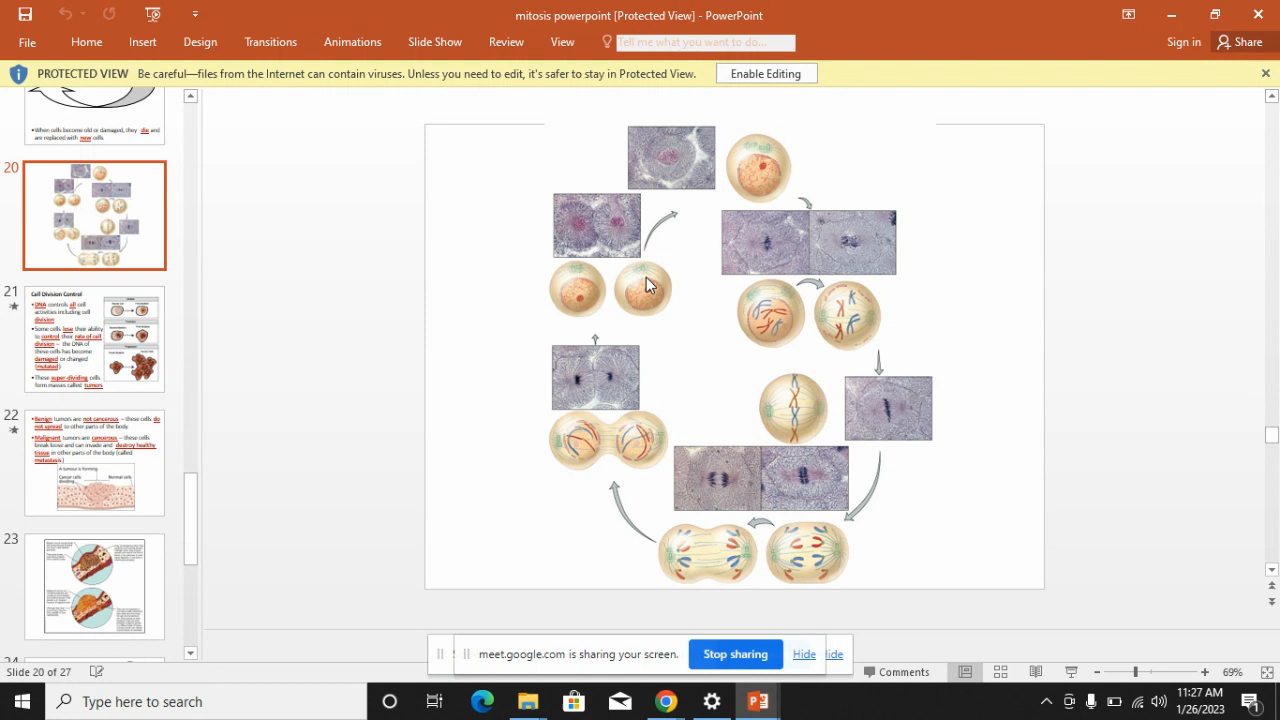 mitosis powerpoint [Protected View] - PowerPoint
File Home Insert Design Transitions Animations Slide Show Review View Tell me what you want to do... Sign in Share
PROTECTED VIEW Be careful—files from the Internet can contain viruses. Unless you need to edit, it's safer to stay in Protected View. Enable Editing
When cells become old or damaged, they die and
are replaced with new cells
20
21
Cell Division Control
DNA controls all cell
activities including cell
division
Some cells lose their ability
to control their rate of cell
division – the DNA of
these cells has become
damaged or changed
(mutated)
These super-dividing cells
form masses called tumors
22
Benign tumors are not cancerous – these cells do
not spread to other parts of the body.
Malignant tumors are cancerous – these cells
break loose and can invade and destroy healthy
tissue in other parts of the body (called
metastasis)
A tumour is forming
Cancer cells
dividing
Normal cells
23
24
meet.google.com is sharing your screen. Stop sharing Hide
Slide 20 of 27 Comments 69%
Type here to search
11:27 AM
1/26/2023